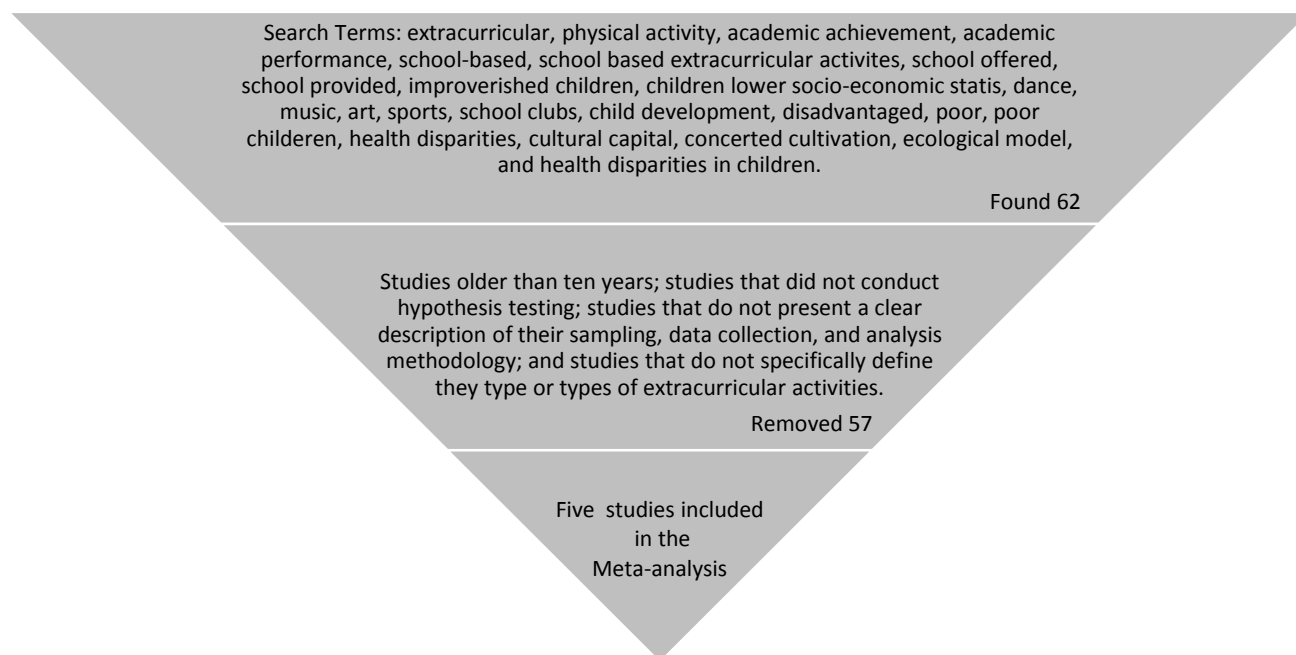 Search Terms: extracurricular, physical activity, academic achievement, academic
performance, school-based, school based extracurricular activites, school offered,
school provided, improverished children, children lower socio-economic statis, dance,
music, art, sports, school clubs, child development, disadvantaged, poor, poor
childeren, health disparities, cultural capital, concerted cultivation, ecological model,
and health disparities in children.
Found 62
Studies older than ten years; studies that did not conduct
hypothesis testing; studies that do not present a clear
description of their sampling, data collection, and analysis
methodology; and studies that do not specifically define
they type or types of extracurricular activities.
Removed 57
Five studies included
in the
Meta-analysis